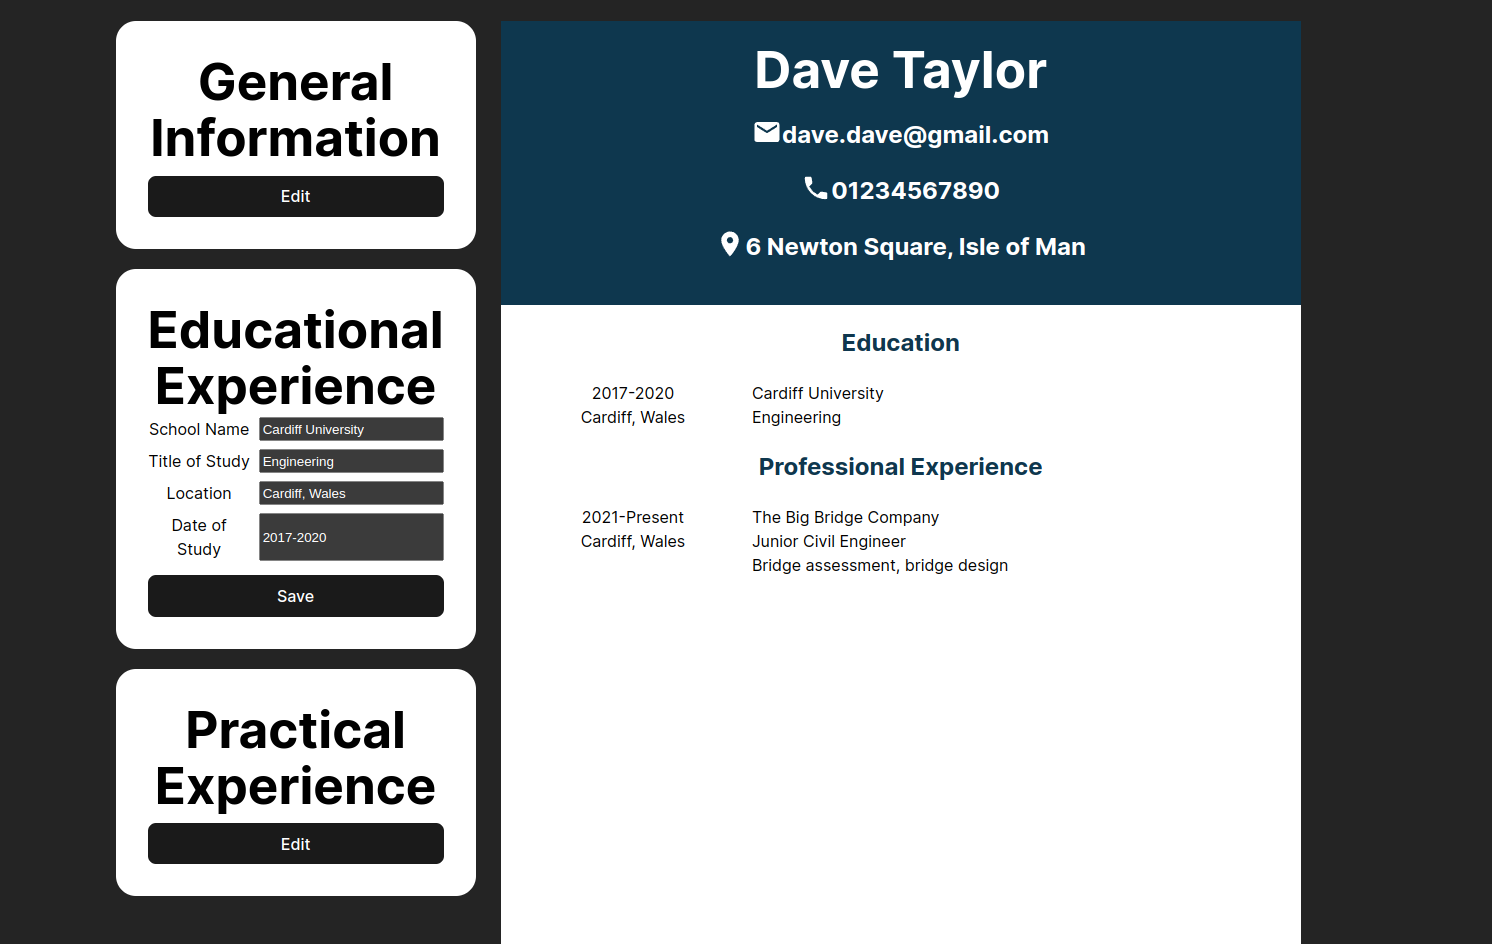 General
Information
Edit
Educational
Experience
School Name Cardiff University
Title of Study Engineering
Location Cardiff, Wales
Date of
Study 2017-2020
Save
Practical
Experience
Edit
Dave Taylor
dave.dave@gmail.com
01234567890
6 Newton Square, Isle of Man
Education
2017-2020 Cardiff University
Cardiff, Wales Engineering
Professional Experience
2021-Present The Big Bridge Company
Cardiff, Wales Junior Civil Engineer
Bridge assessment, bridge design